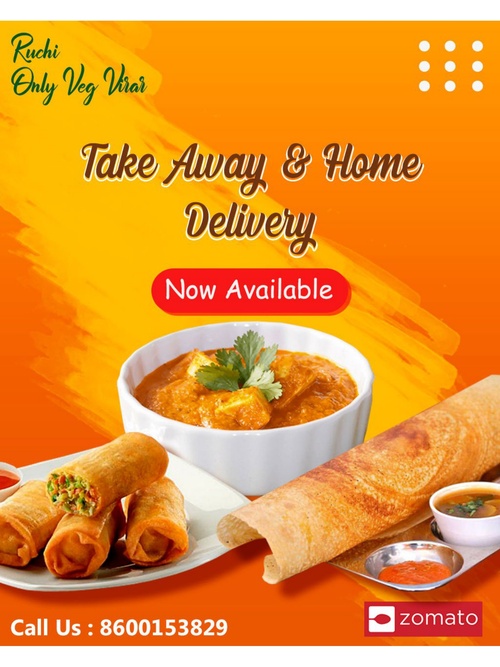 Ruchi
Only Veg Virar
Take Away & Home
Delivery
Now Available
Call Us : 8600153829
zomato